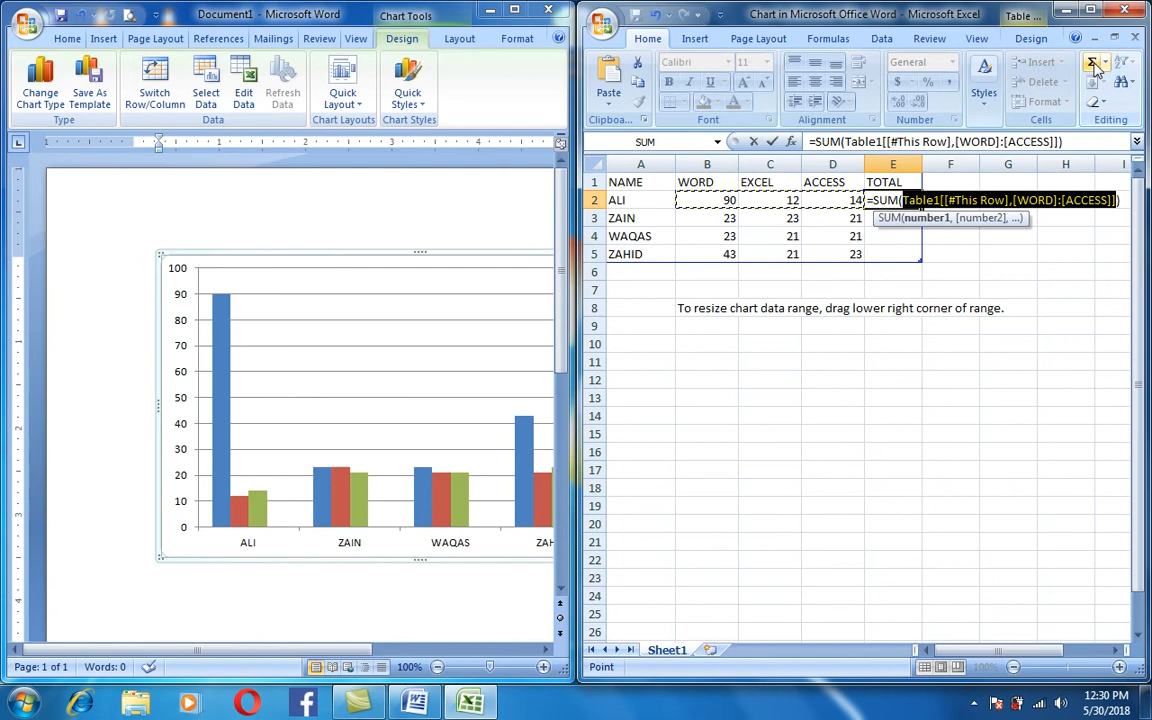 Document1 - Microsoft Word
Chart Tools
Home Insert Page Layout References Mailings Review View Design Layout Format
Change Chart Type
Save As Template
Switch Row/Column
Select Data
Edit Data
Refresh Data
Quick Layout
Quick Styles
Type
Data
Chart Layouts
Chart Styles
1 2 3 4
100
90
80
70
60
50
40
30
20
10
0
ALI ZAIN WAQAS ZAH
Page: 1 of 1 Words: 0 100%
Chart in Microsoft Office Word - Microsoft Excel
Table ...
Home Insert Page Layout Formulas Data Review View Design
Paste
Calibri 11
B I U
General
$ % ,
Styles
Insert
Delete
Format
Clipboa...
Font
Alignment
Number
Cells
Editing
SUM =SUM(Table1[[#This Row],[WORD]:[ACCESS]])
A B C D E F G H I
1 NAME WORD EXCEL ACCESS TOTAL
2 ALI 90 12 14 =SUM(Table1[[#This Row],[WORD]:[ACCESS]])
3 ZAIN 23 23 21
SUM(number1, [number2], ...)
4 WAQAS 23 21 21
5 ZAHID 43 21 23
6
7
8 To resize chart data range, drag lower right corner of range.
9
10
11
12
13
14
15
16
17
18
19
20
21
22
23
24
25
26
Sheet1
Point 100%
12:30 PM
5/30/2018